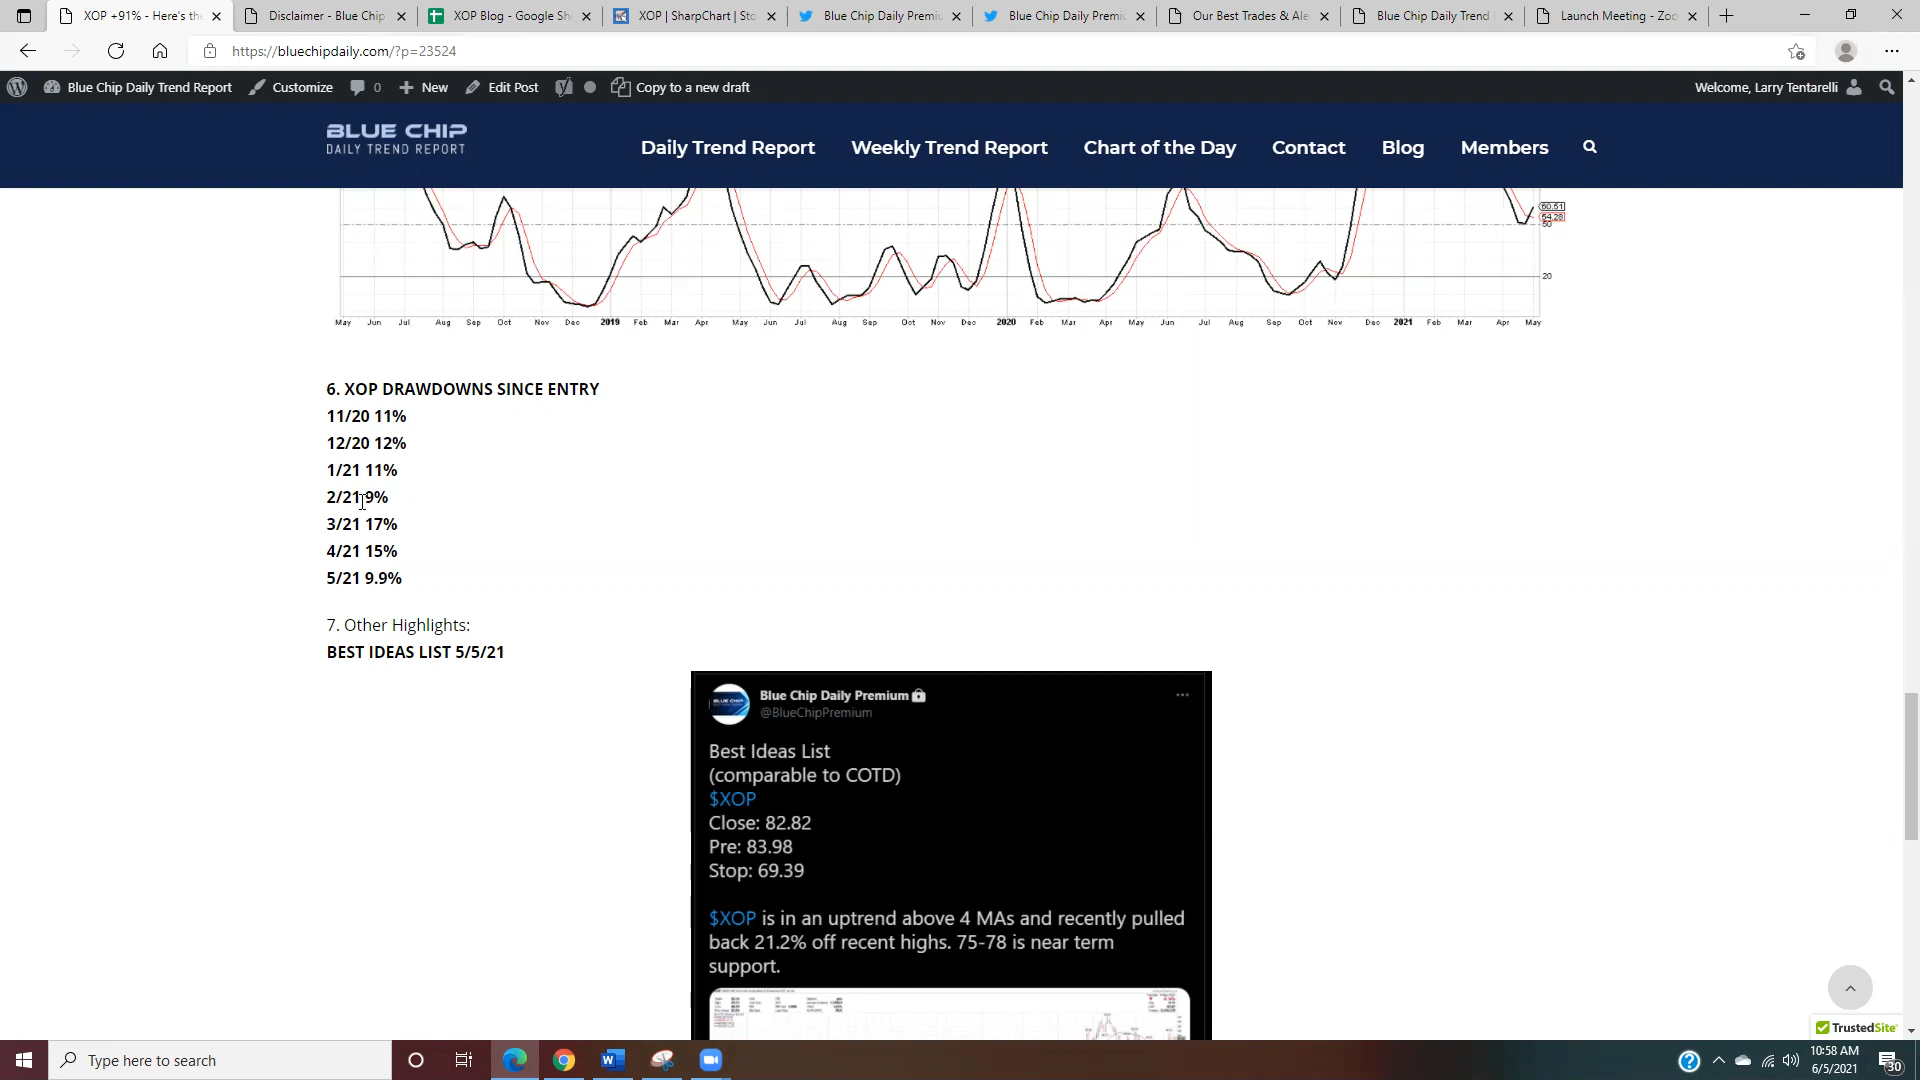 XOP +91% - Here's the
Disclaimer - Blue Chip
XOP Blog - Google She
XOP | SharpChart | Sto
Blue Chip Daily Premiu
Blue Chip Daily Premiu
Our Best Trades & Ale
Blue Chip Daily Trend
Launch Meeting - Zoo
https://bluechipdaily.com/?p=23524
Blue Chip Daily Trend Report
Customize
0
New
Edit Post
Copy to a new draft
Welcome, Larry Tentarelli
BLUE CHIP
DAILY TREND REPORT
Daily Trend Report
Weekly Trend Report
Chart of the Day
Contact
Blog
Members
60.51
54.28
50
20
May Jun Jul Aug Sep Oct Nov Dec 2019 Feb Mar Apr May Jun Jul Aug Sep Oct Nov Dec 2020 Feb Mar Apr May Jun Jul Aug Sep Oct Nov Dec 2021 Feb Mar Apr May
6. XOP DRAWDOWNS SINCE ENTRY
11/20 11%
12/20 12%
1/21 11%
2/21 9%
3/21 17%
4/21 15%
5/21 9.9%
7. Other Highlights:
BEST IDEAS LIST 5/5/21
BLUE CHIP
Blue Chip Daily Premium
@BlueChipPremium
Best Ideas List
(comparable to COTD)
$XOP
Close: 82.82
Pre: 83.98
Stop: 69.39
$XOP is in an uptrend above 4 MAs and recently pulled
back 21.2% off recent highs. 75-78 is near term
support.
TrustedSite
Type here to search
10:58 AM
6/5/2021
30